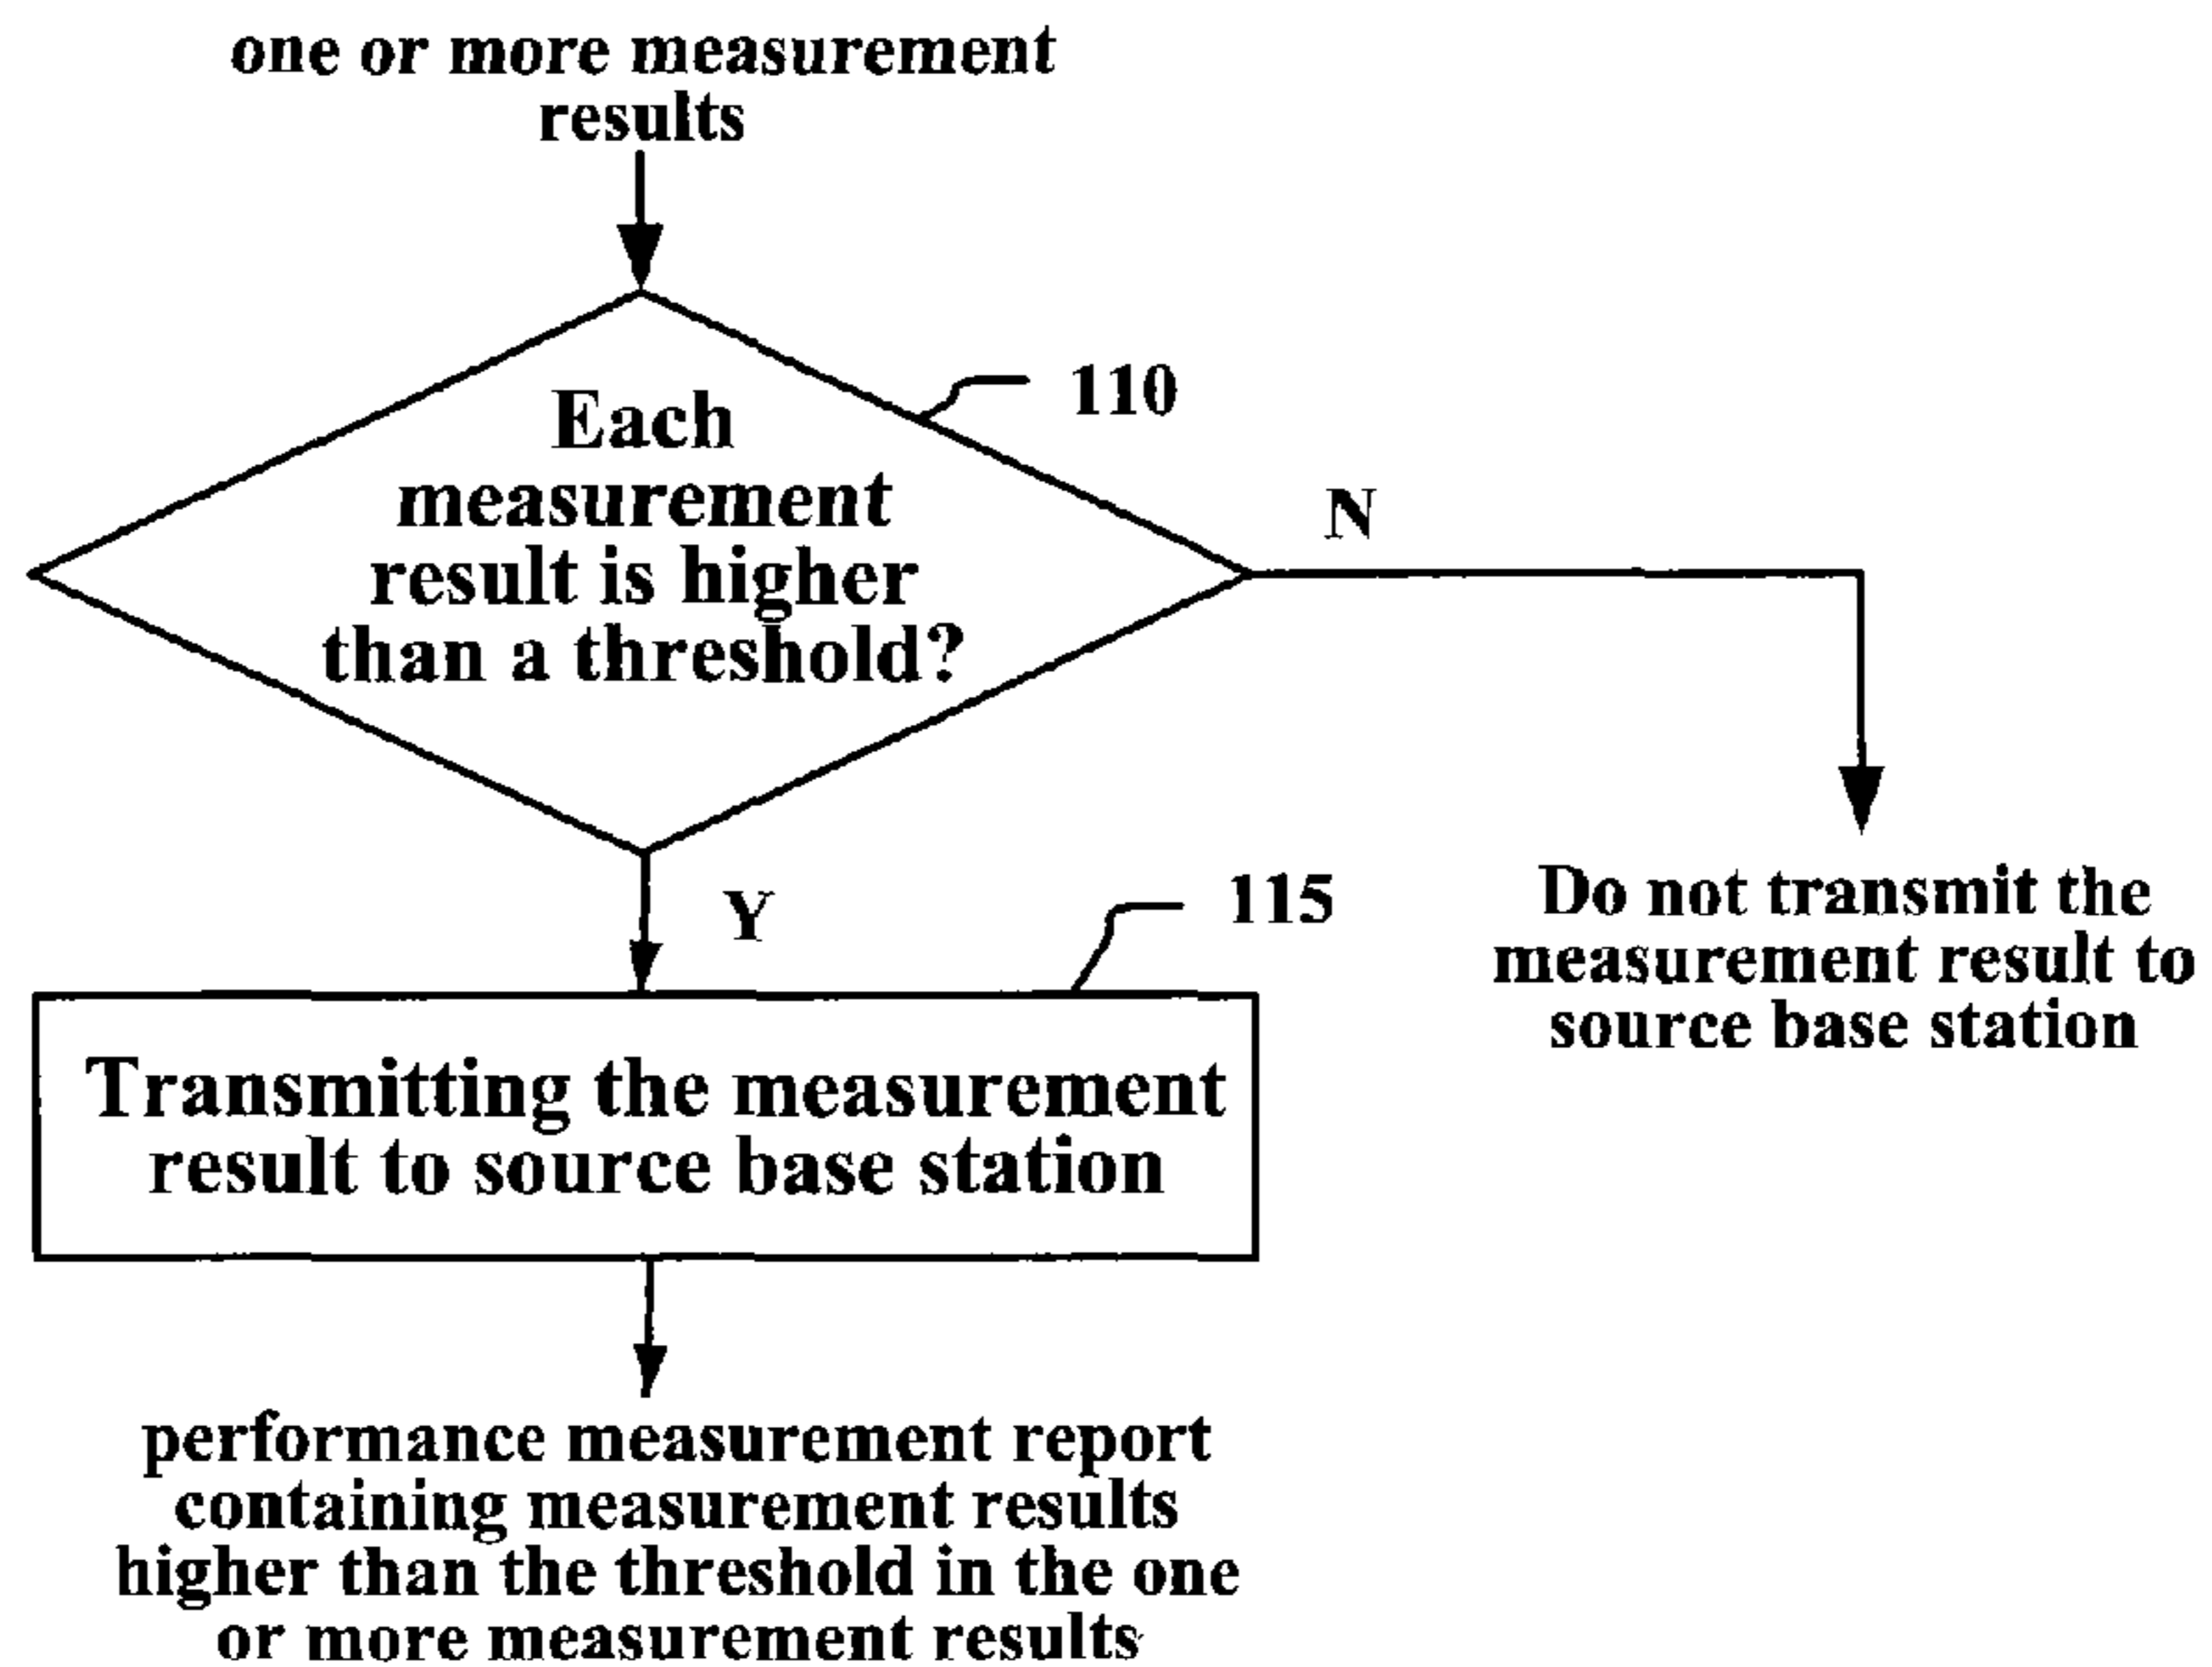 one or more measurement
results
110
Each
measurement
result is higher
than a threshold?
N
Y
115
Do not transmit the
measurement result to
source base station
Transmitting the measurement
result to source base station
performance measurement report
containing measurement results
higher than the threshold in the one
or more measurement results